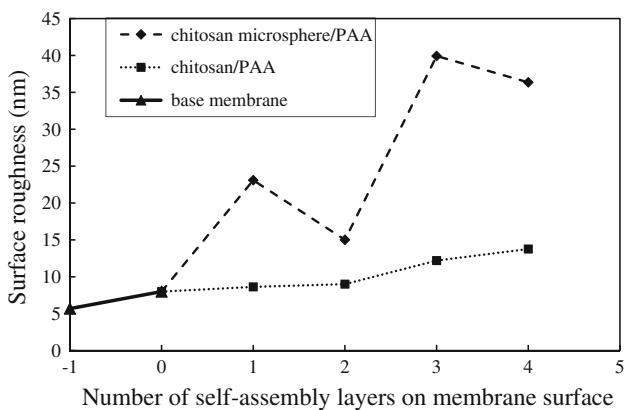 45
40
35
30
25
20
15
10
5
0
-1 0 1 2 3 4 5
chitosan microsphere/PAA
chitosan/PAA
base membrane
Surface roughness (nm)
Number of self-assembly layers on membrane surface